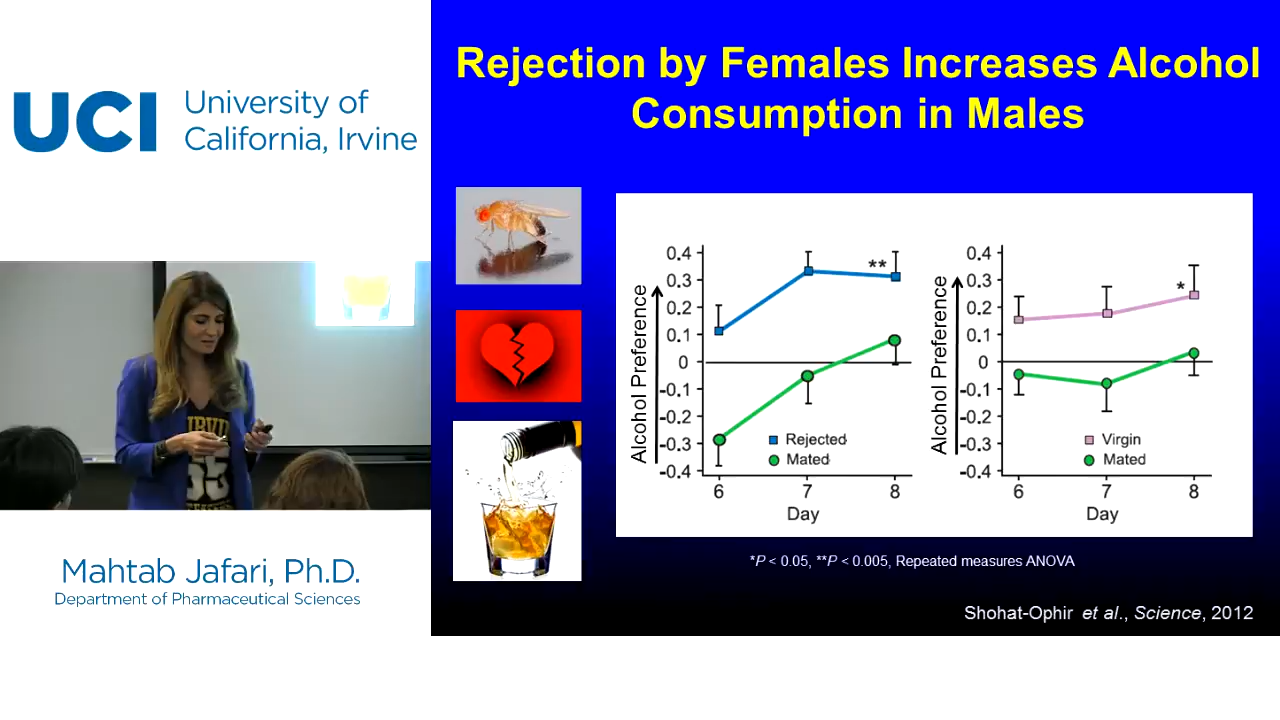 UCI
University of
California, Irvine
Mahtab Jafari, Ph.D.
Department of Pharmaceutical Sciences
Rejection by Females Increases Alcohol
Consumption in Males
Alcohol Preference
0.4
0.3
0.2
0.1
0
-0.1
-0.2
-0.3
-0.4
**
Rejected
Mated
6 7 8
Day
Alcohol Preference
0.4
0.3
0.2
0.1
0
-0.1
-0.2
-0.3
-0.4
*
Virgin
Mated
6 7 8
Day
*P < 0.05, **P < 0.005, Repeated measures ANOVA
Shohat-Ophir et al., Science, 2012
55